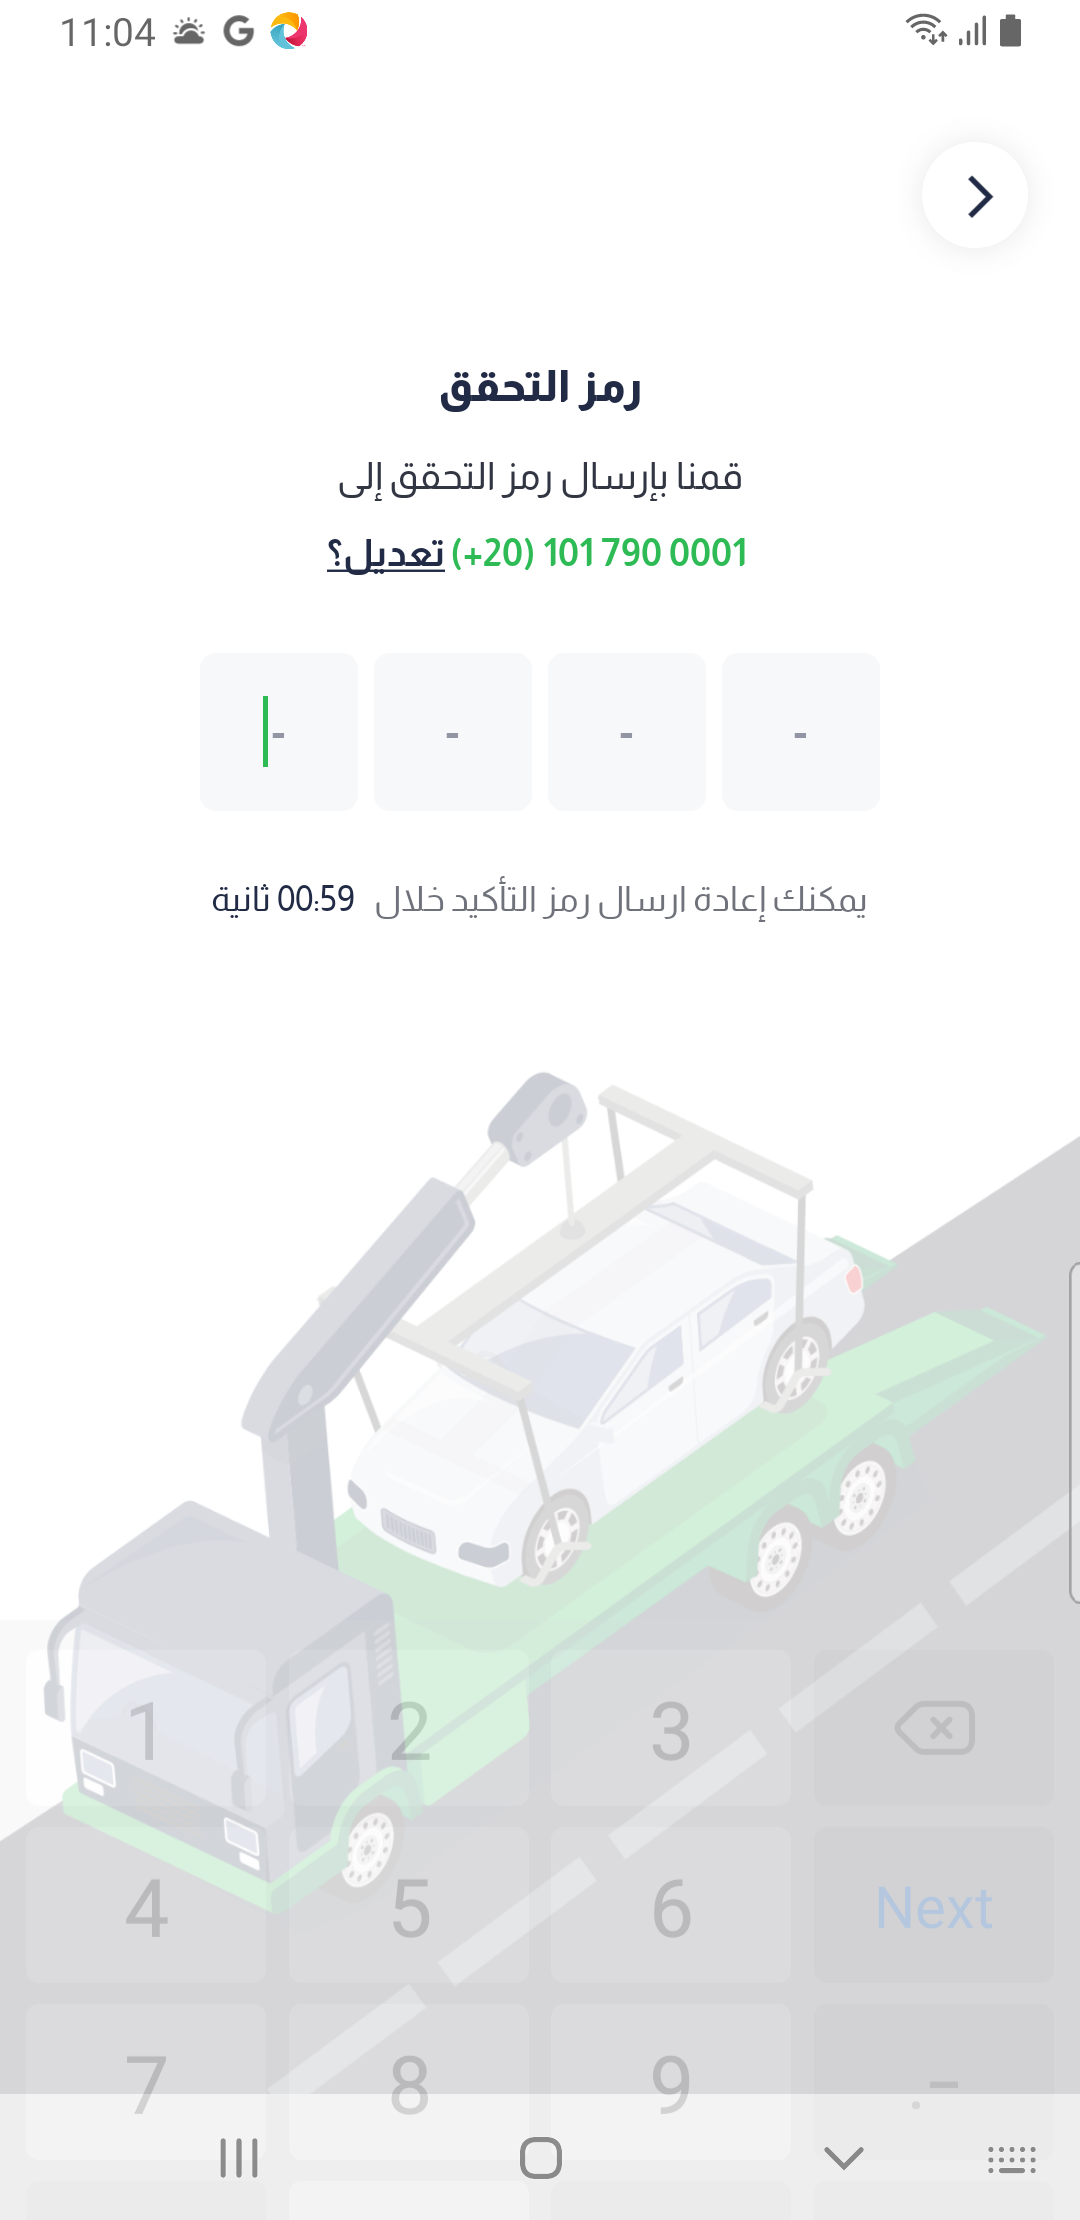 11:04
رمز التحقق
قمنا بإرسال رمز التحقق إلى
(+20) 101 790 0001 تعديل؟
- - - -
يمكنك إعادة ارسال رمز التأكيد خلال 00:59 ثانية
1 2 3
4 5 6 Next
7 8 9 .-